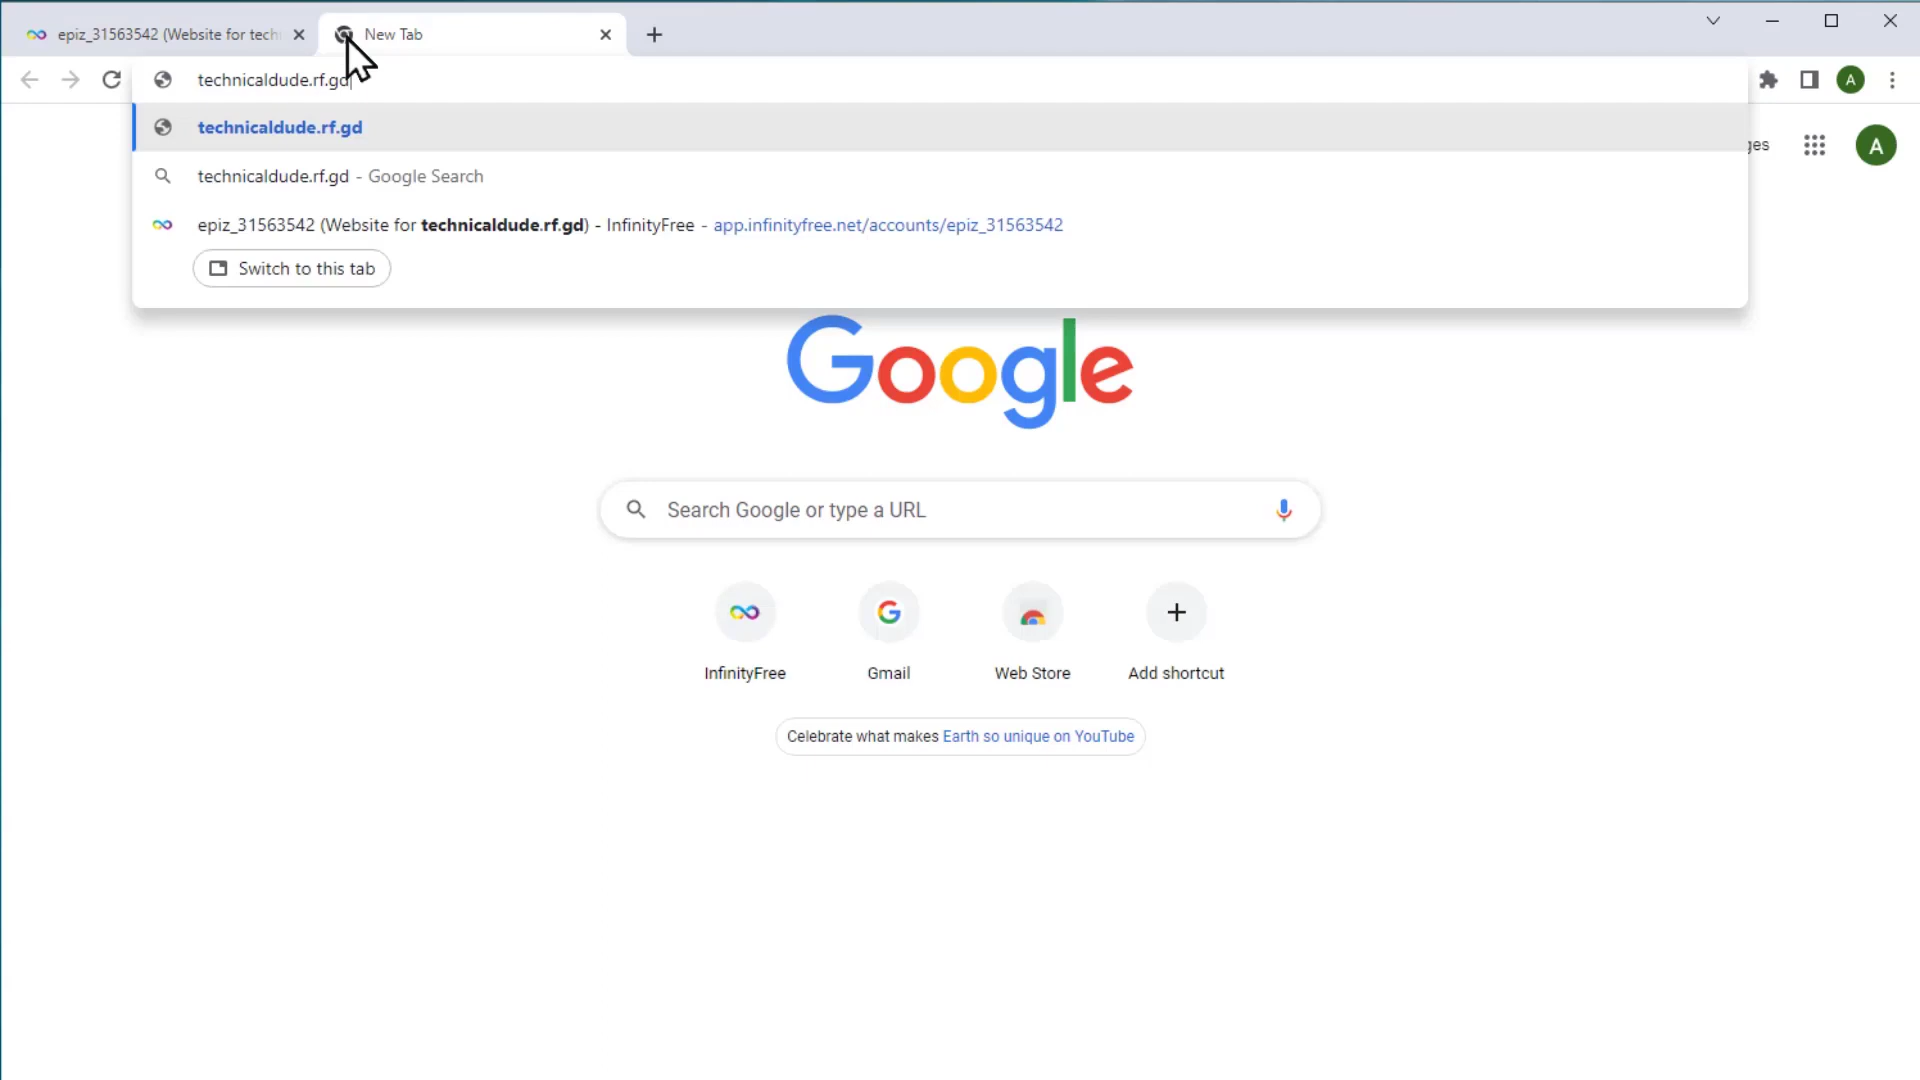 epiz_31563542 (Website for tech
New Tab
technicaldude.rf.gd
technicaldude.rf.gd
technicaldude.rf.gd - Google Search
epiz_31563542 (Website for technicaldude.rf.gd) - InfinityFree - app.infinityfree.net/accounts/epiz_31563542
Switch to this tab
ges
A
A
Google
Search Google or type a URL
InfinityFree
Gmail
Web Store
Add shortcut
Celebrate what makes Earth so unique on YouTube